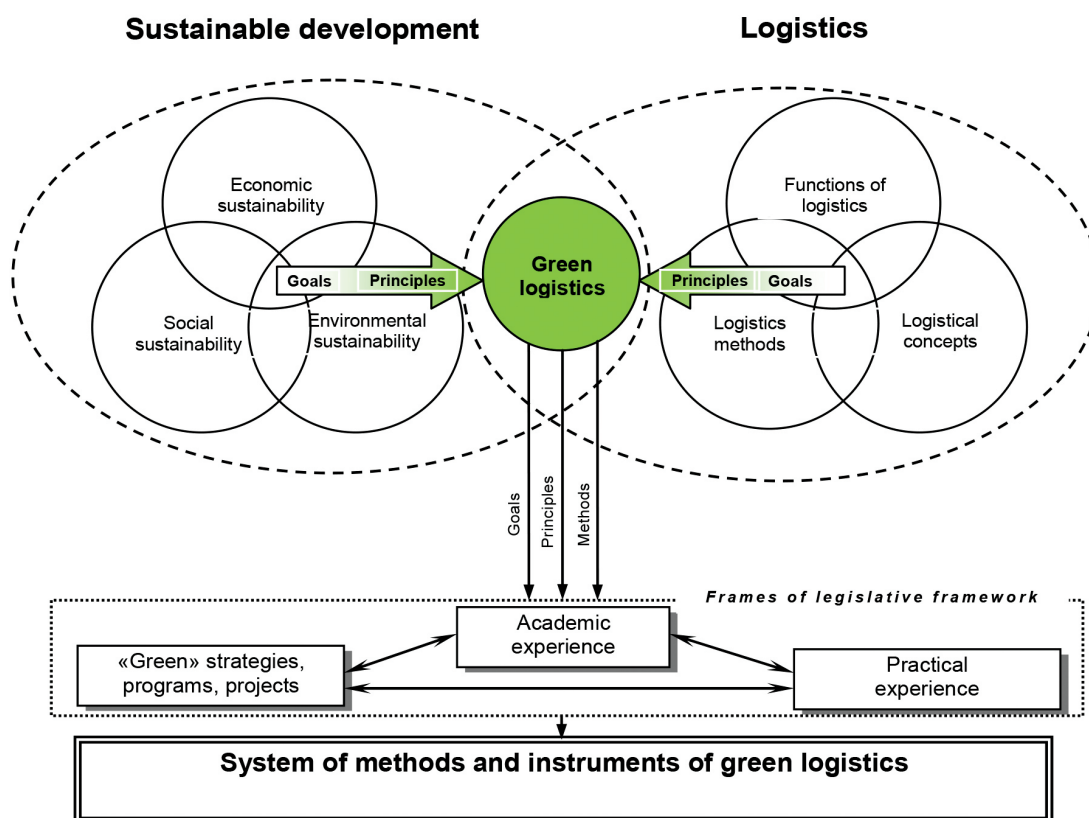 Sustainable development
Logistics
Economic
sustainability
Functions of
logistics
Green
logistics
Goals
Principles
Principles
Goals
Social
sustainability
Environmental
sustainability
Logistics
methods
Logistical
concepts
Goals
Principles
Methods
Frames of legislative framework
Academic
experience
«Green» strategies,
programs, projects
Practical
experience
System of methods and instruments of green logistics